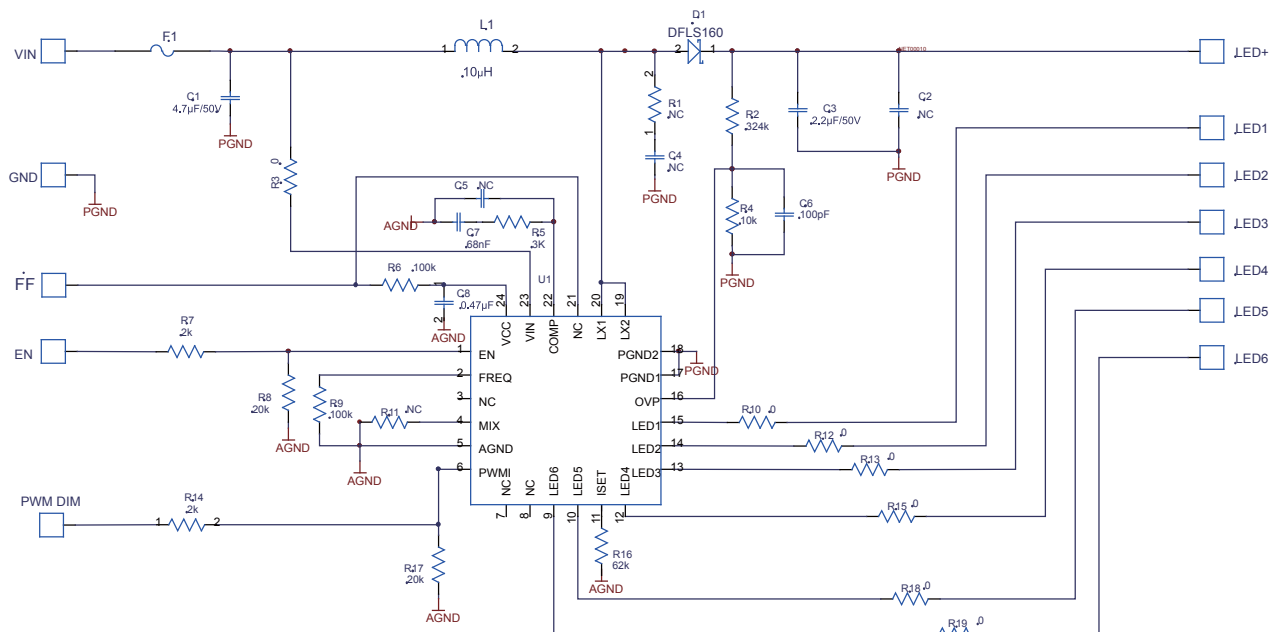 D1
DFLS160
VIN
F1
L1
1
2
.10µH
2
1
NET00010
.LED+
C1
4.7µF/50V
PGND
2
R1
NC
1
C4
.NC
PGND
R2
324k
C3
2.2µF/50V
C2
.NC
PGND
.LED1
GND
PGND
R3
0
.LED2
C5
.NC
AGND
C7
.68nF
R5
.3K
R4
10k
C6
.100pF
PGND
.LED3
.LED4
FF
R6
.100k
C8
0.47µF
2
AGND
U1
24
23
22
21
20
19
VCC
VIN
COMP
NC
LX1
LX2
.LED5
EN
R7
.2k
1
EN
PGND2
18
PGND
.LED6
R8
.20k
AGND
R9
.100k
2
FREQ
PGND1
17
3
NC
OVP
16
R11
.NC
4
MIX
LED1
15
R10
.0
5
AGND
LED2
14
R12
.0
AGND
6
PWMI
LED3
13
R13
.0
NC
NC
LED6
LED5
ISET
LED4
7
8
9
10
11
12
PWM DIM
1
R14
.2k
2
R15
.0
R17
.20k
AGND
R16
62k
AGND
R18
.0
R19
.0